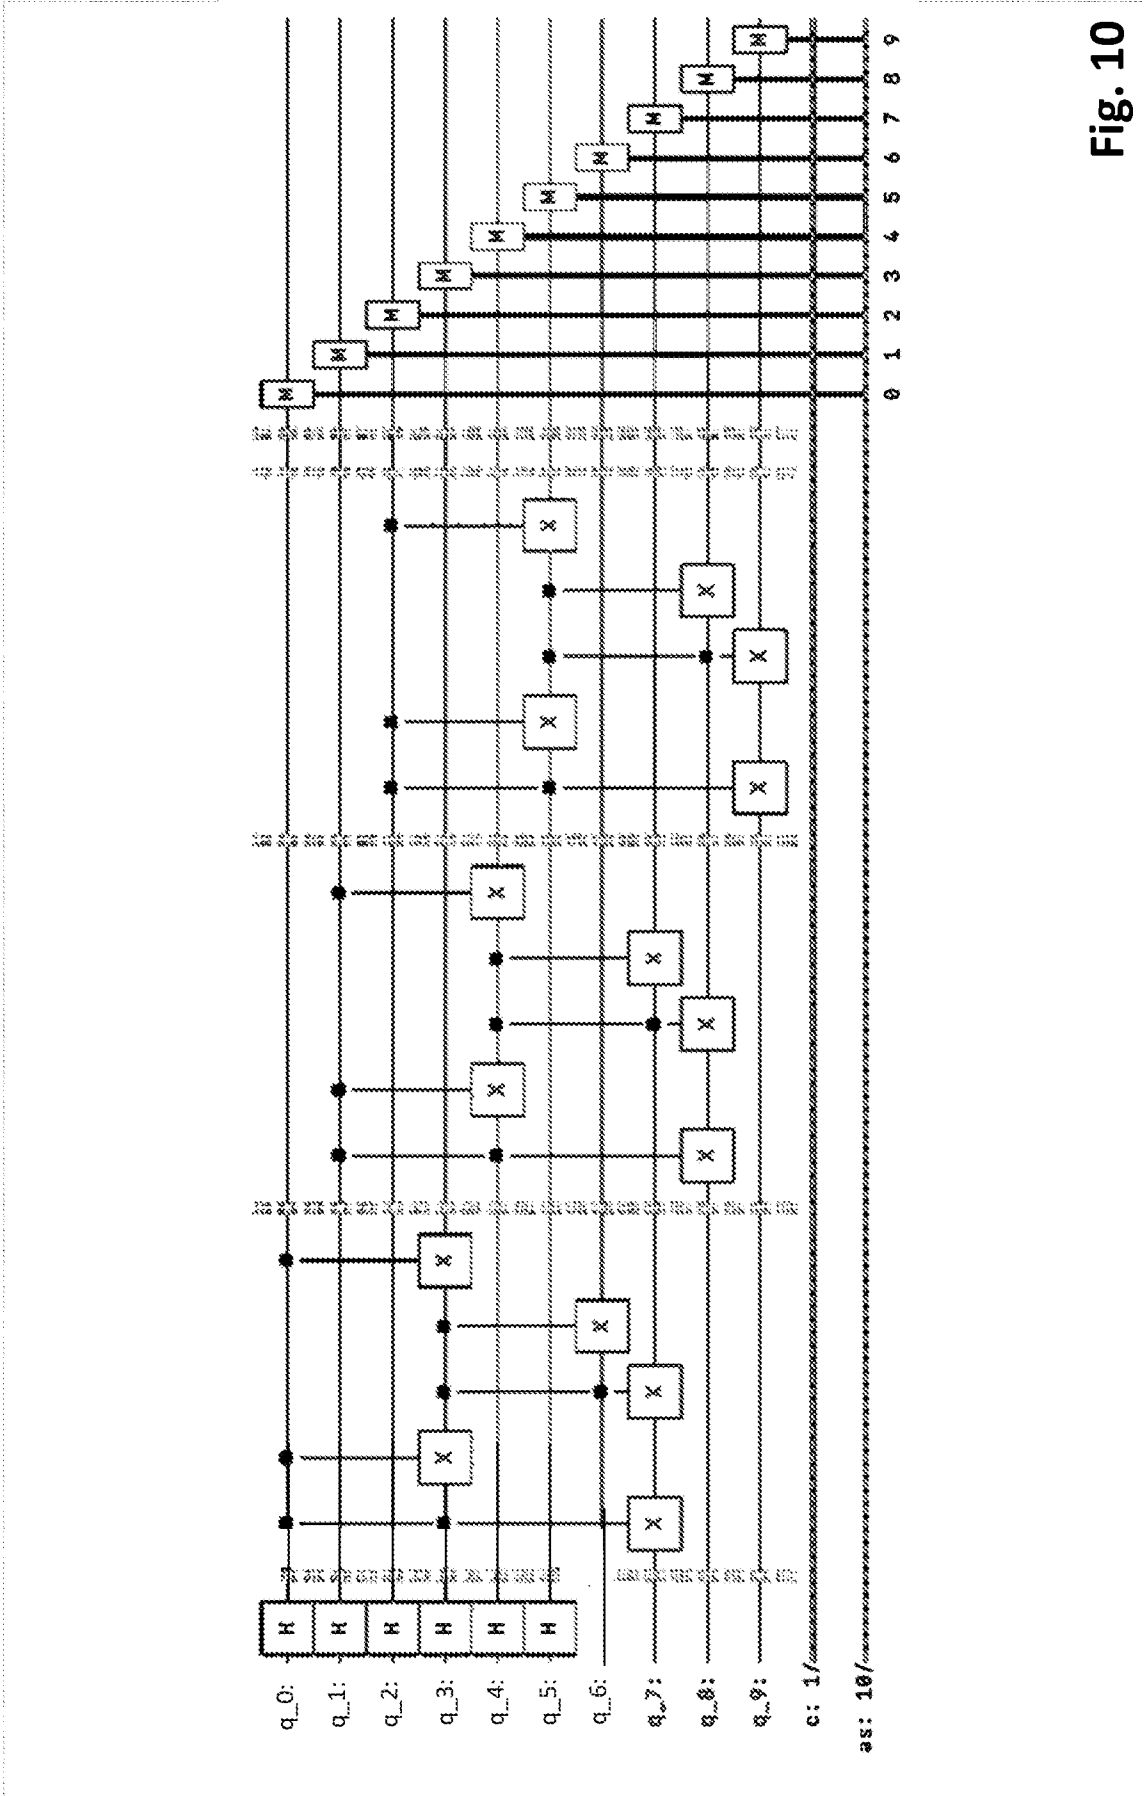 Fig. 10
q_0: H X M
q_1: H X M
q_2: H X M
q_3: H X X M
q_4: H X X M
q_5: H X X M
q_6: X M
q_7: X X X M
q_8: X X X M
q_9: X X M
c: 1/
as: 10/
0 1 2 3 4 5 6 7 8 9